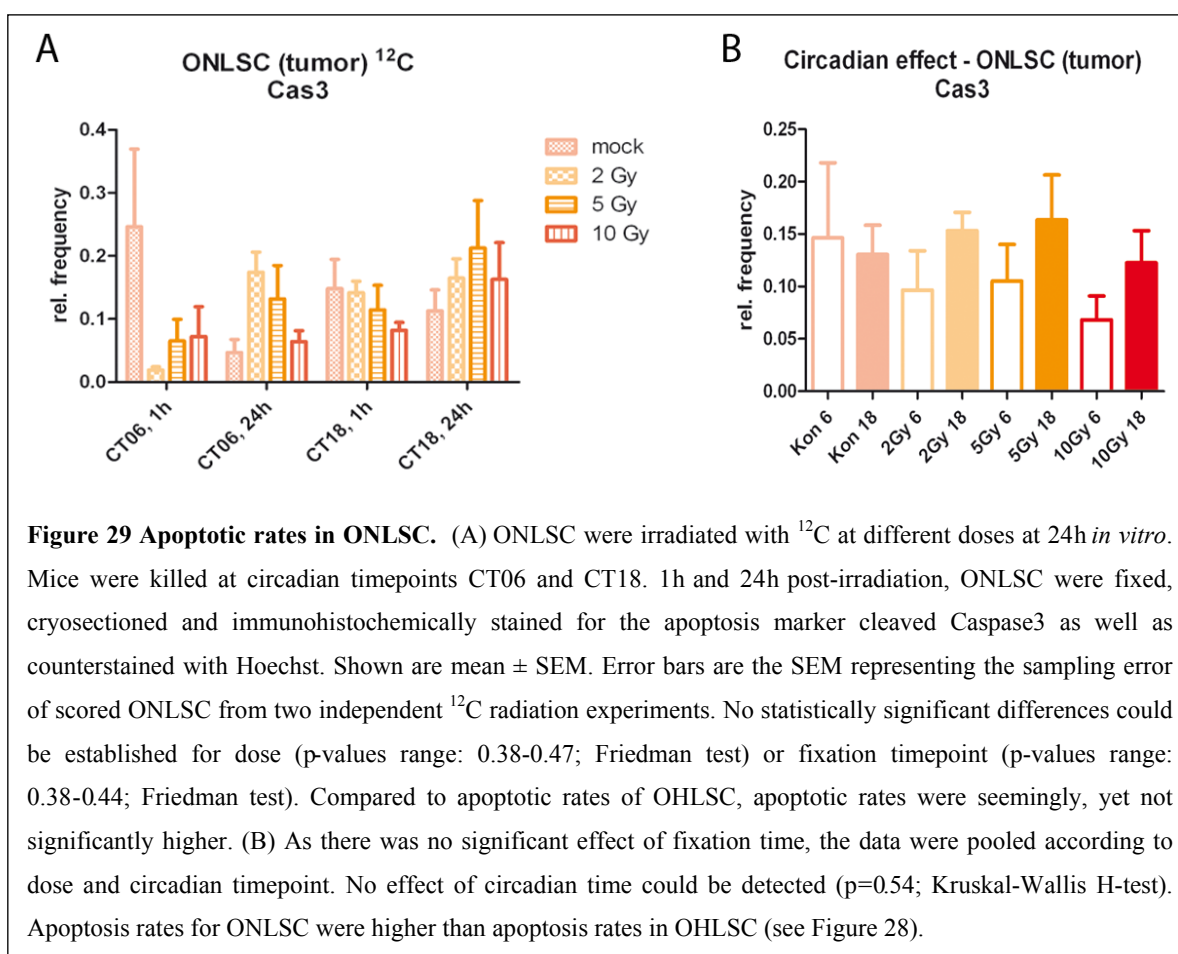 A
ONLSC (tumor) ¹²C
Cas3
rel. frequency
0.4
0.3
0.2
0.1
0.0
CT06, 1h
CT06, 24h
CT18, 1h
CT18, 24h
mock
2 Gy
5 Gy
10 Gy
B
Circadian effect - ONLSC (tumor)
Cas3
rel. frequency
0.25
0.20
0.15
0.10
0.05
0.00
Kon 6
Kon 18
2Gy 6
2Gy 18
5Gy 6
5Gy 18
10Gy 6
10Gy 18
Figure 29 Apoptotic rates in ONLSC. (A) ONLSC were irradiated with ¹²C at different doses at 24h in vitro.
Mice were killed at circadian timepoints CT06 and CT18. 1h and 24h post-irradiation, ONLSC were fixed,
cryosectioned and immunohistochemically stained for the apoptosis marker cleaved Caspase3 as well as
counterstained with Hoechst. Shown are mean ± SEM. Error bars are the SEM representing the sampling error
of scored ONLSC from two independent ¹²C radiation experiments. No statistically significant differences could
be established for dose (p-values range: 0.38-0.47; Friedman test) or fixation timepoint (p-values range:
0.38-0.44; Friedman test). Compared to apoptotic rates of OHLSC, apoptotic rates were seemingly, yet not
significantly higher. (B) As there was no significant effect of fixation time, the data were pooled according to
dose and circadian timepoint. No effect of circadian time could be detected (p=0.54; Kruskal-Wallis H-test).
Apoptosis rates for ONLSC were higher than apoptosis rates in OHLSC (see Figure 28).